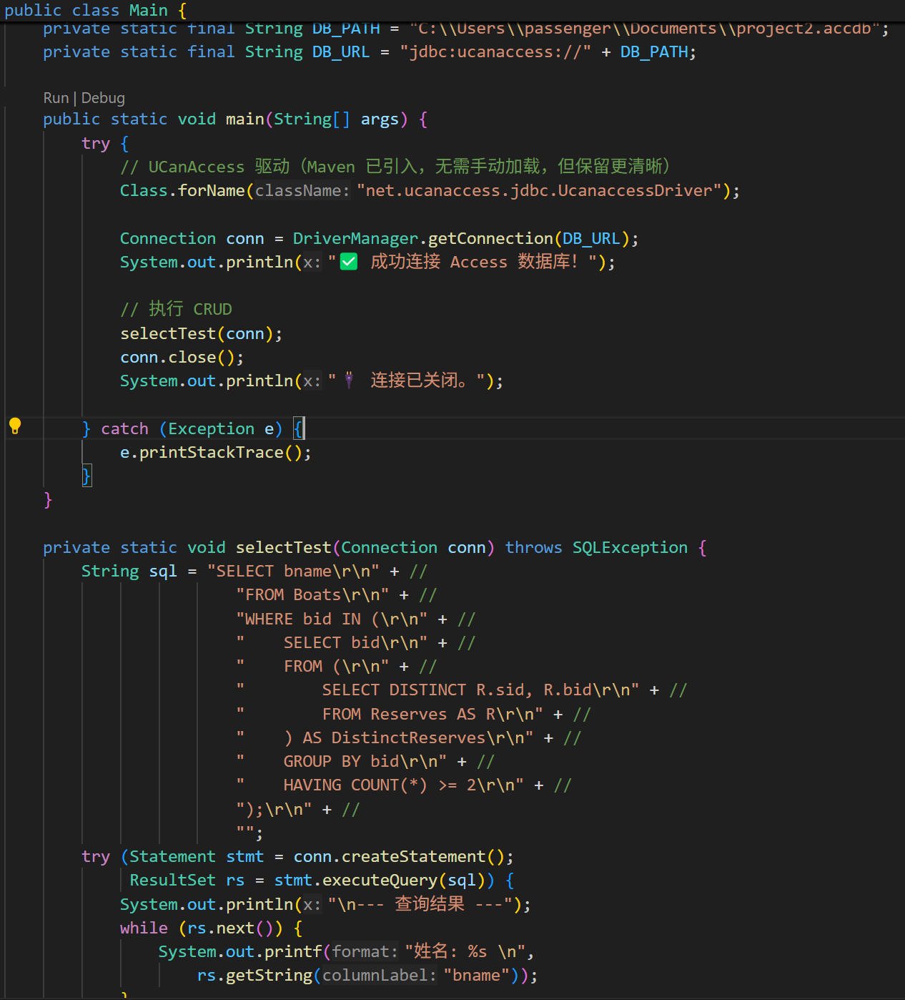 public class Main {
    private static final String DB_PATH = "C:\\Users\\passenger\\Documents\\project2.accdb";
    private static final String DB_URL = "jdbc:ucanaccess://" + DB_PATH;

    Run | Debug
    public static void main(String[] args) {
        try {
            // UCanAccess 驱动（Maven 已引入，无需手动加载，但保留更清晰）
            Class.forName(className:"net.ucanaccess.jdbc.UcanaccessDriver");

            Connection conn = DriverManager.getConnection(DB_URL);
            System.out.println(x:"✅ 成功连接 Access 数据库！");

            // 执行 CRUD
            selectTest(conn);
            conn.close();
            System.out.println(x:"🔌 连接已关闭。");

        } catch (Exception e) {
            e.printStackTrace();
        }
    }

    private static void selectTest(Connection conn) throws SQLException {
        String sql = "SELECT bname\r\n" + //
                        "FROM Boats\r\n" + //
                        "WHERE bid IN (\r\n" + //
                        "    SELECT bid\r\n" + //
                        "    FROM (\r\n" + //
                        "        SELECT DISTINCT R.sid, R.bid\r\n" + //
                        "        FROM Reserves AS R\r\n" + //
                        "    ) AS DistinctReserves\r\n" + //
                        "    GROUP BY bid\r\n" + //
                        "    HAVING COUNT(*) >= 2\r\n" + //
                        ");\r\n" + //
                        "";
        try (Statement stmt = conn.createStatement();
             ResultSet rs = stmt.executeQuery(sql)) {
            System.out.println(x:"\n--- 查询结果 ---");
            while (rs.next()) {
                System.out.printf(format:"姓名: %s \n",
                    rs.getString(columnLabel:"bname"));
            }